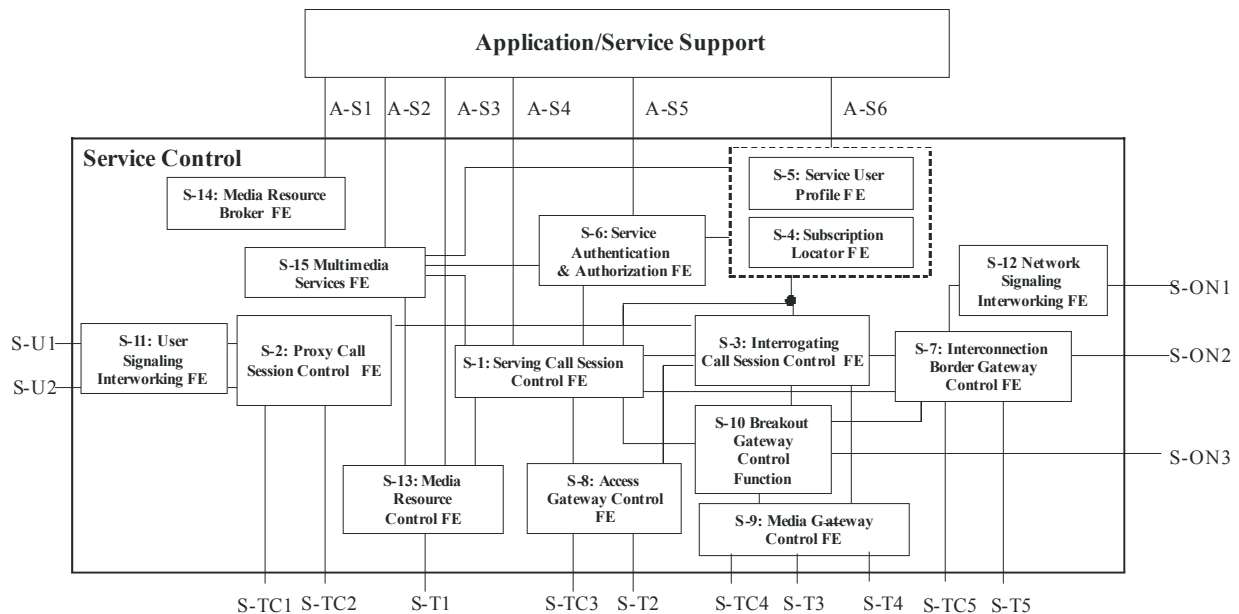 Application/Service Support
A-S1
A-S2
A-S3
A-S4
A-S5
A-S6
Service Control
S-14: Media Resource
Broker FE
S-5: Service User
Profile FE
S-4: Subscription
Locator FE
S-6: Service
Authentication
& Authorization FE
S-15 Multimedia
Services FE
S-12 Network
Signaling
Interworking FE
S-ON1
S-U1
S-U2
S-11: User
Signaling
Interworking FE
S-2: Proxy Call
Session Control FE
S-1: Serving Call Session
Control FE
S-3: Interrogating
Call Session Control FE
S-7: Interconnection
Border Gateway
Control FE
S-ON2
S-10 Breakout
Gateway
Control
Function
S-ON3
S-13: Media
Resource
Control FE
S-8: Access
Gateway Control
FE
S-9: Media Gateway
Control FE
S-TC1
S-TC2
S-T1
S-TC3
S-T2
S-TC4
S-T3
S-T4
S-TC5
S-T5